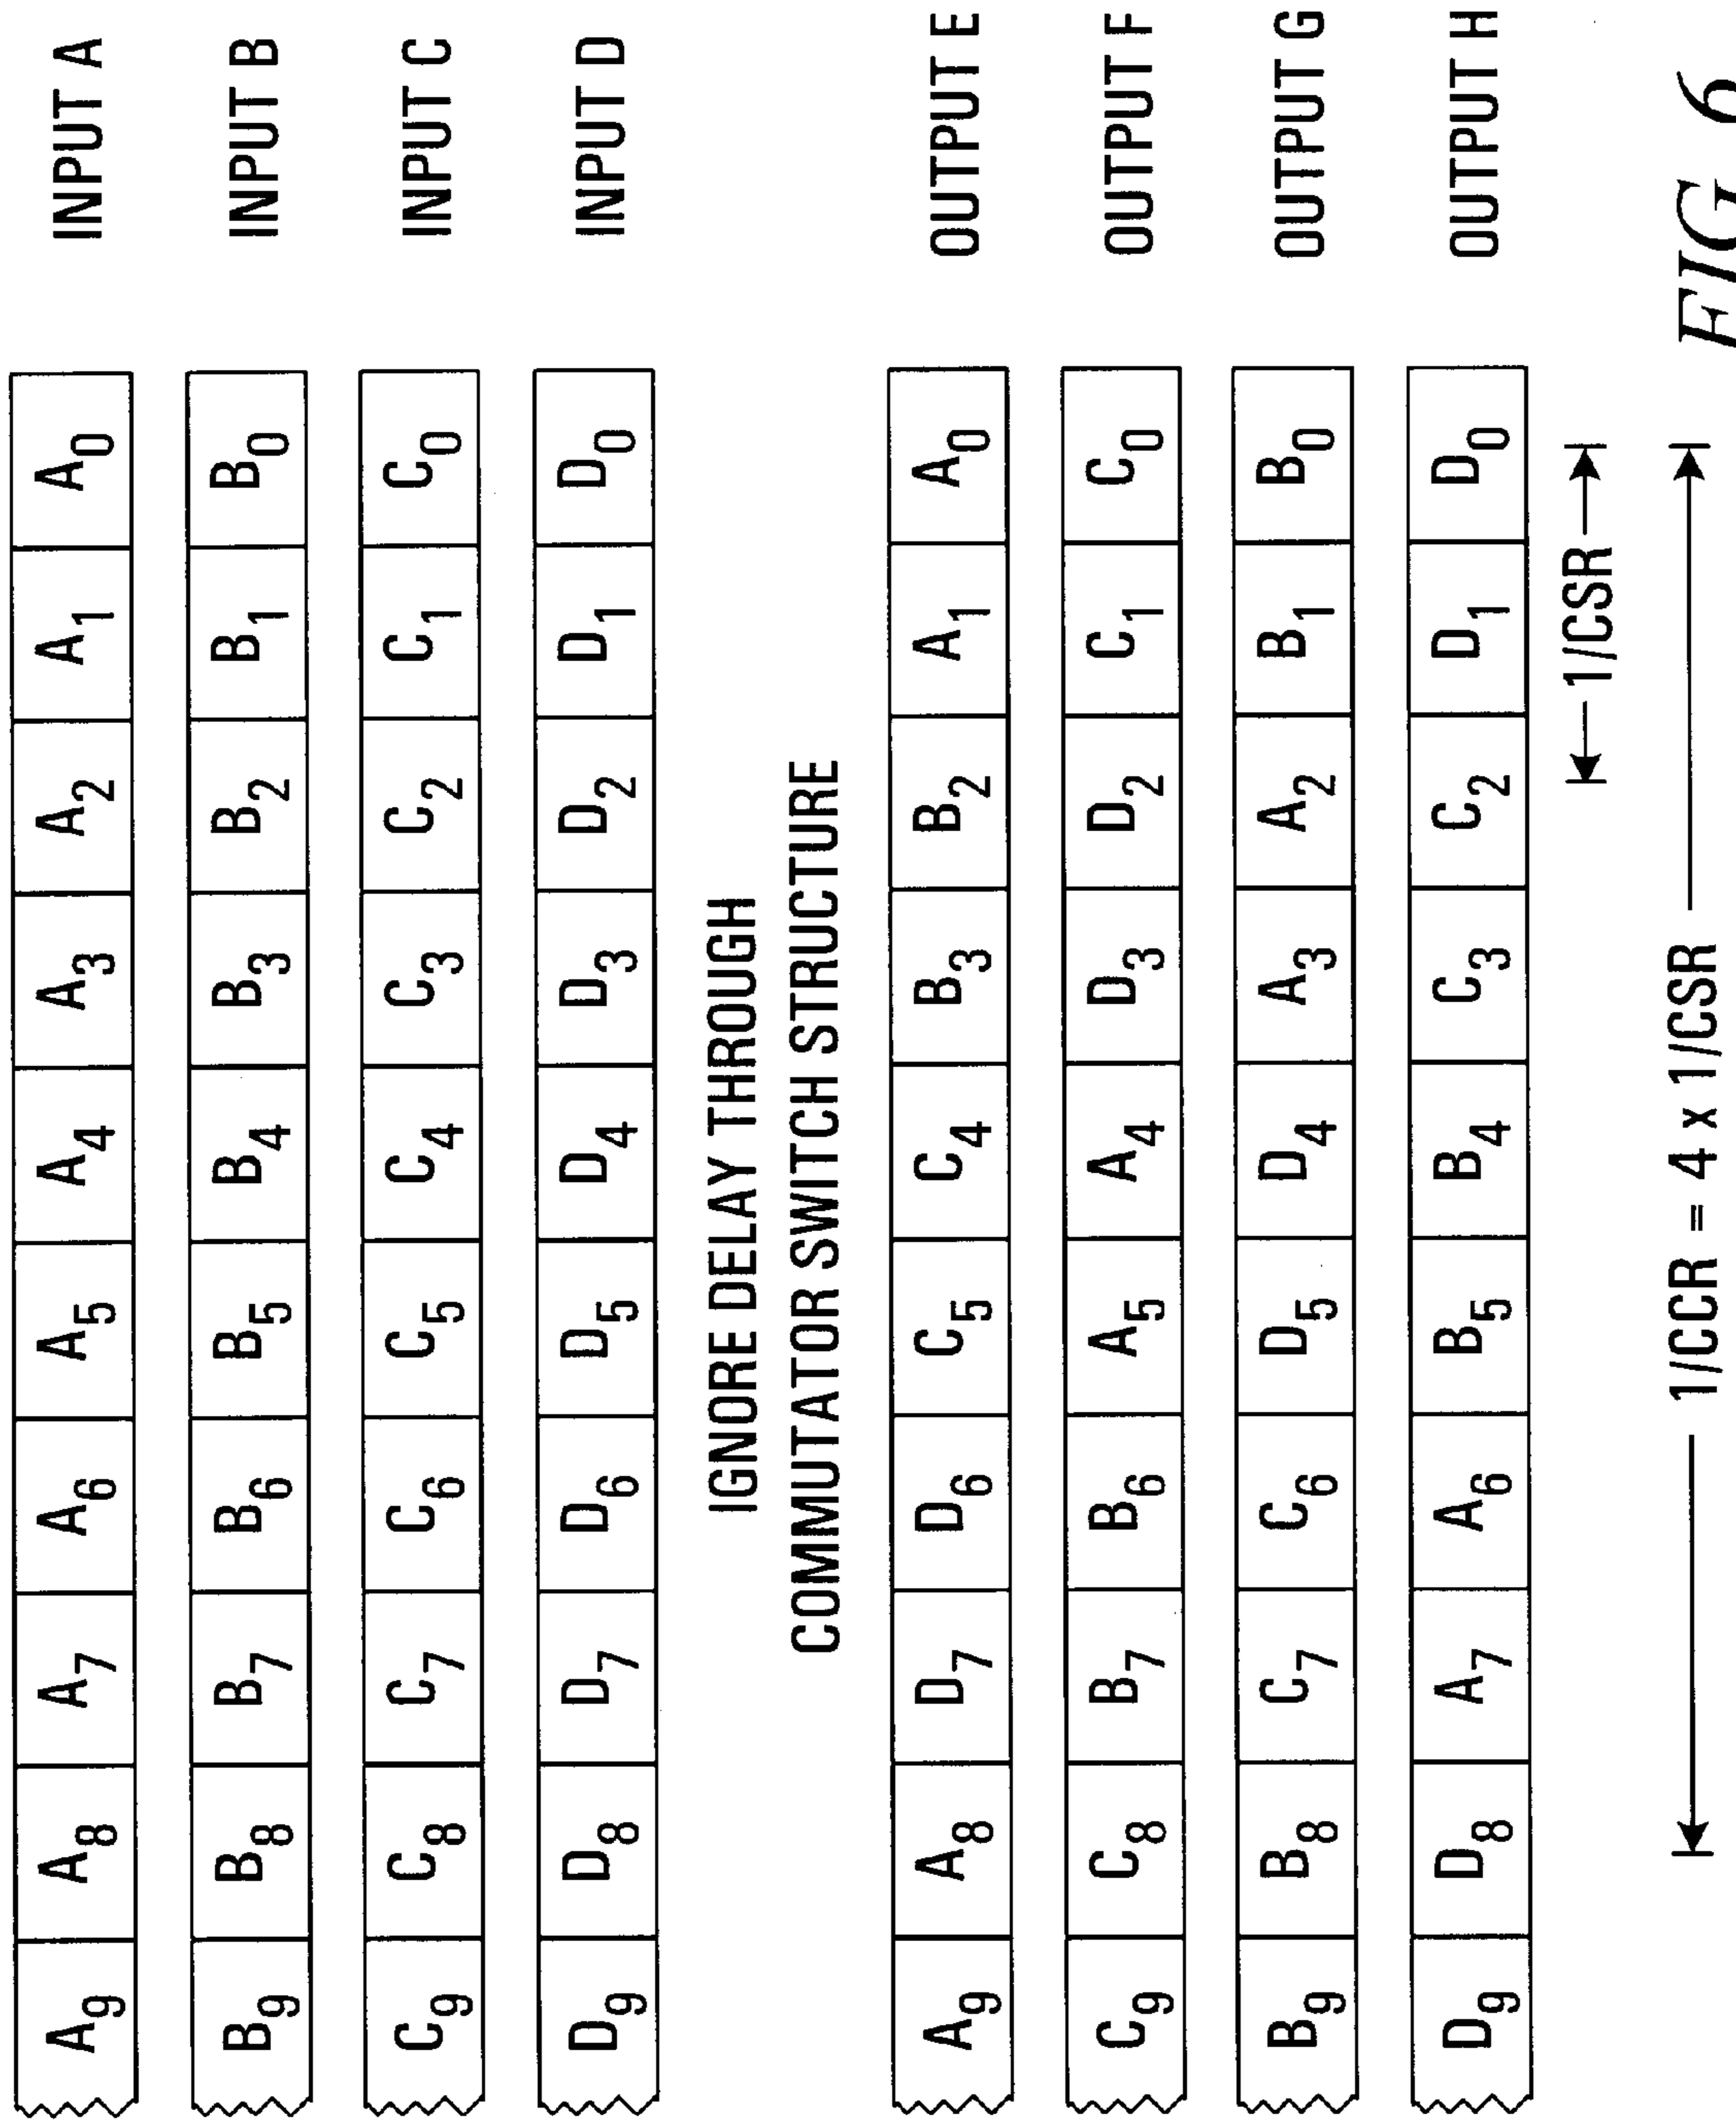 A₉ A₈ A₇ A₆ A₅ A₄ A₃ A₂ A₁ A₀ INPUT A
B₉ B₈ B₇ B₆ B₅ B₄ B₃ B₂ B₁ B₀ INPUT B
C₉ C₈ C₇ C₆ C₅ C₄ C₃ C₂ C₁ C₀ INPUT C
D₉ D₈ D₇ D₆ D₅ D₄ D₃ D₂ D₁ D₀ INPUT D
IGNORE DELAY THROUGH
COMMUTATOR SWITCH STRUCTURE
A₉ A₈ D₇ D₆ C₅ C₄ B₃ B₂ A₁ A₀ OUTPUT E
C₉ C₈ B₇ B₆ A₅ A₄ D₃ D₂ C₁ C₀ OUTPUT F
B₉ B₈ C₇ C₆ D₅ D₄ A₃ A₂ B₁ B₀ OUTPUT G
D₉ D₈ A₇ A₆ B₅ B₄ C₃ C₂ D₁ D₀ OUTPUT H
1/CSR
1/CCR = 4 x 1/CSR
FIG 6